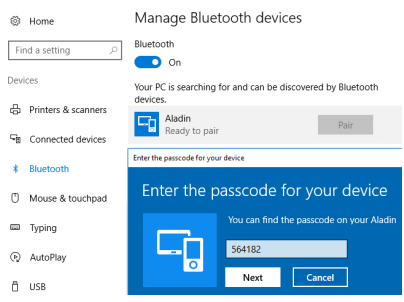 Home
Find a setting
Devices
Printers & scanners
Connected devices
Bluetooth
Mouse & touchpad
Typing
AutoPlay
USB
Manage Bluetooth devices
Bluetooth
On
Your PC is searching for and can be discovered by Bluetooth
devices.
Aladin
Ready to pair
Pair
Enter the passcode for your device
Enter the passcode for your device
You can find the passcode on your Aladin
564182
Next
Cancel